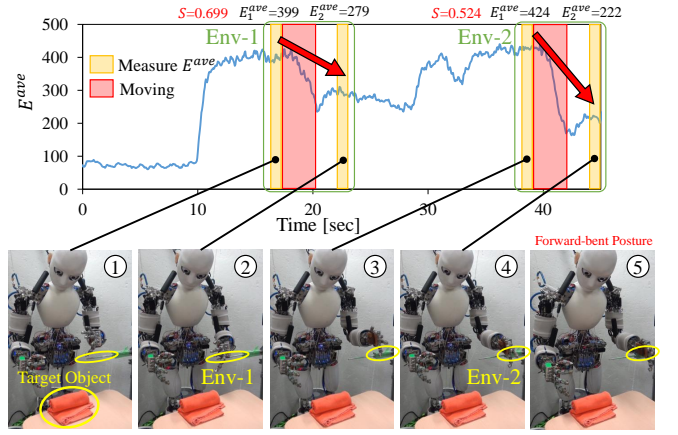 S=0.699 E₁ᵃᵛᵉ=399 E₂ᵃᵛᵉ=279 S=0.524 E₁ᵃᵛᵉ=424 E₂ᵃᵛᵉ=222
Env-1 Env-2
Measure Eᵃᵛᵉ
Moving
Eᵃᵛᵉ
500
400
300
200
100
0
0 10 20 30 40
Time [sec]
Forward-bent Posture
① ② ③ ④ ⑤
Target Object Env-1 Env-2